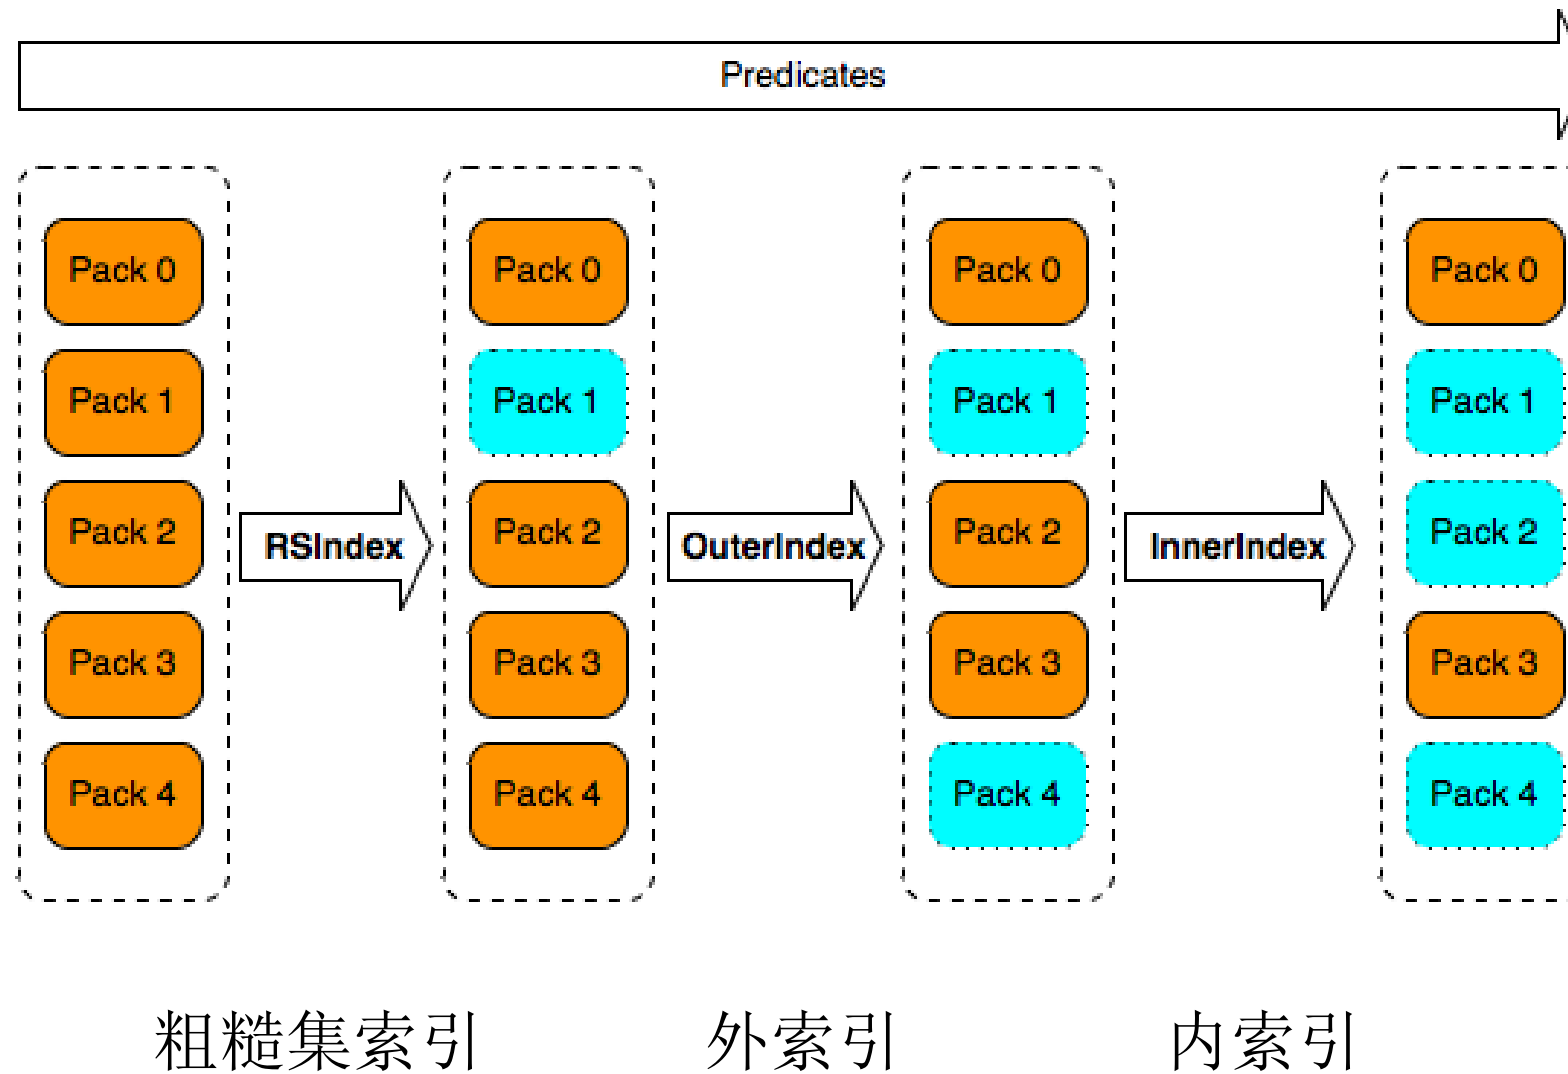 Predicates
Pack 0
Pack 1
Pack 2
Pack 3
Pack 4
RSIndex
Pack 0
Pack 1
Pack 2
Pack 3
Pack 4
OuterIndex
Pack 0
Pack 1
Pack 2
Pack 3
Pack 4
InnerIndex
Pack 0
Pack 1
Pack 2
Pack 3
Pack 4
粗糙集索引
外索引
内索引